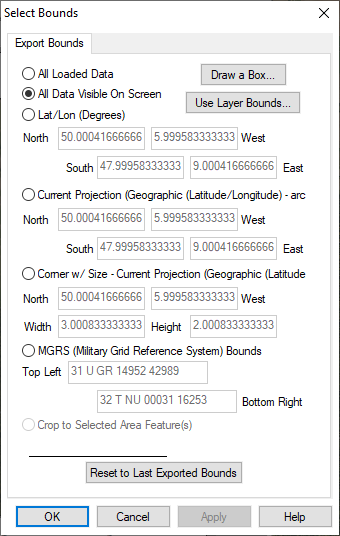 Select Bounds
Export Bounds
All Loaded Data
Draw a Box...
All Data Visible On Screen
Use Layer Bounds...
Lat/Lon (Degrees)
North 50.00041666666 5.999583333333 West
South 47.99958333333 9.00041666666 East
Current Projection (Geographic (Latitude/Longitude) - arc
North 50.00041666666 5.999583333333 West
South 47.99958333333 9.00041666666 East
Corner w/ Size - Current Projection (Geographic (Latitude
North 50.00041666666 5.999583333333 West
Width 3.000833333333 Height 2.000833333333
MGRS (Military Grid Reference System) Bounds
Top Left 31 U GR 14952 42989
32 T NU 00031 16253 Bottom Right
Crop to Selected Area Feature(s)
Reset to Last Exported Bounds
OK Cancel Apply Help